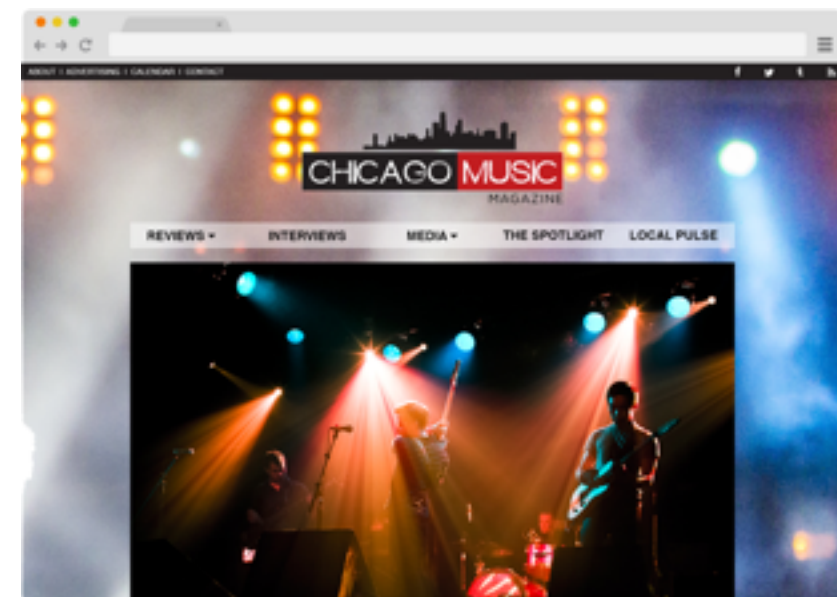 ABOUT | ADVERTISING | CALENDAR | CONTACT
CHICAGO MUSIC
MAGAZINE
REVIEWS INTERVIEWS MEDIA THE SPOTLIGHT LOCAL PULSE